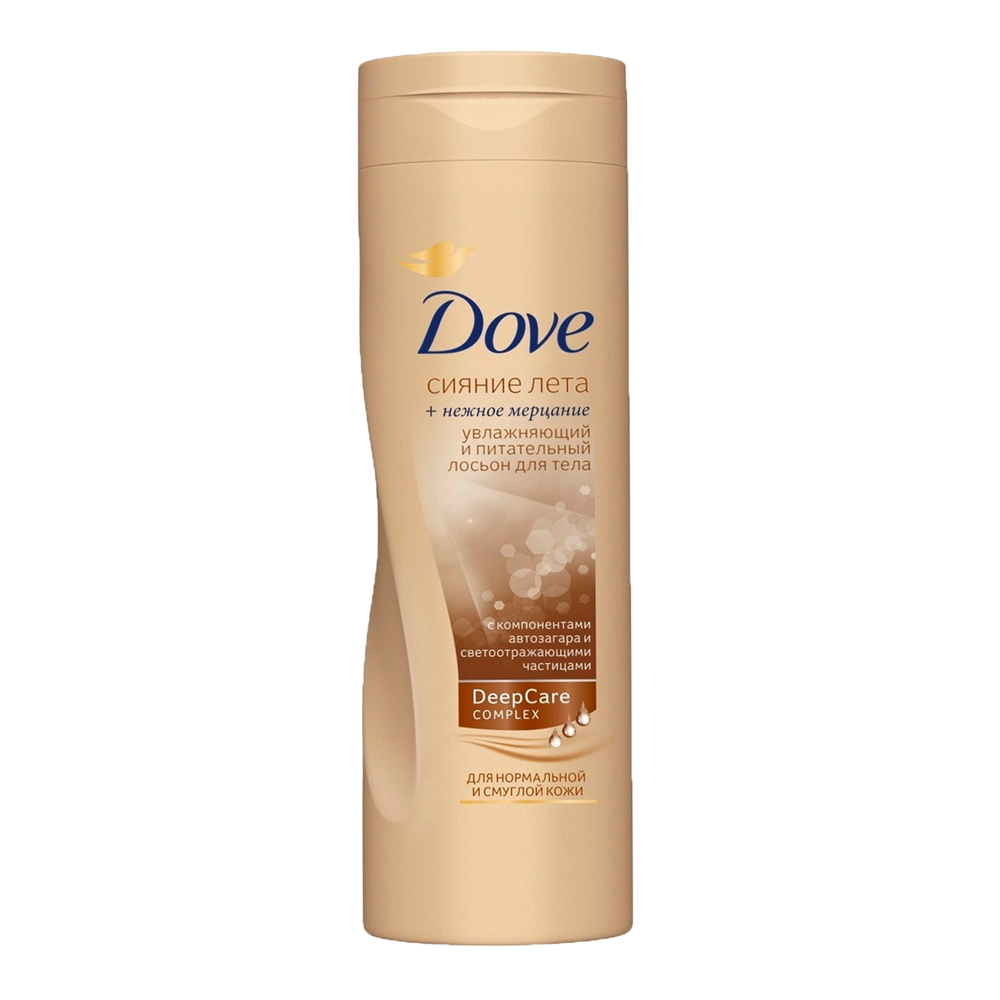 Dove
сияние лета
+ нежное мерцание
увлажняющий
и питательный
лосьон для тела
с компонентами
автозагара и
светоотражающими
частицами
DeepCare
COMPLEX
ДЛЯ НОРМАЛЬНОЙ
И СМУГЛОЙ КОЖИ